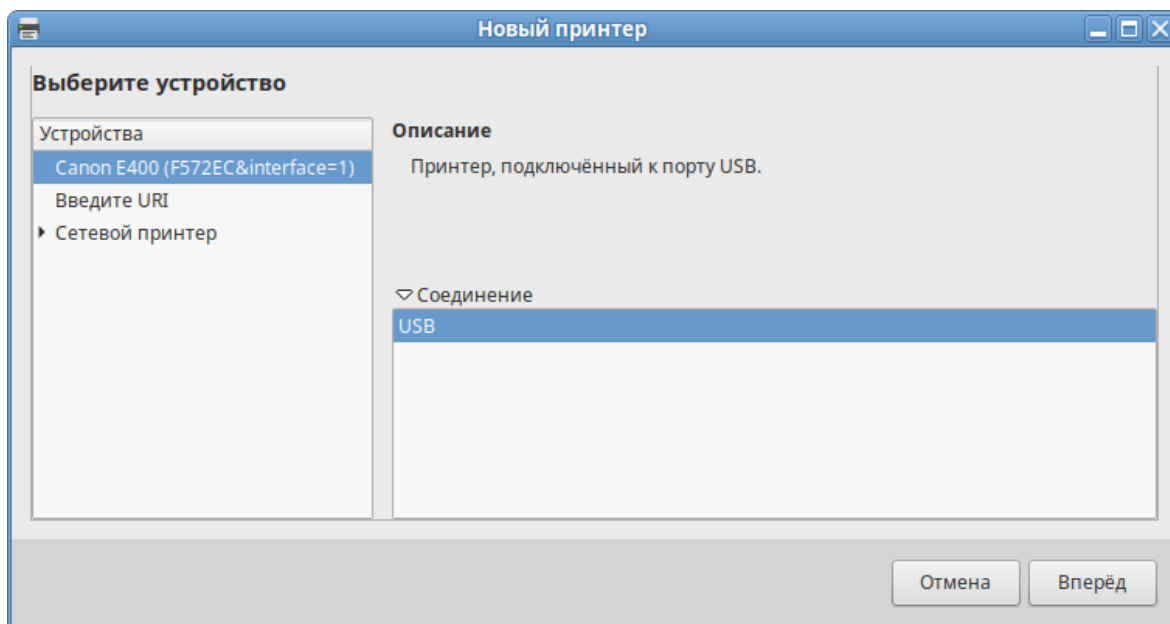 Новый принтер
Выберите устройство
Устройства
Canon E400 (F572EC&interface=1)
Введите URI
Сетевой принтер
Описание
Принтер, подключённый к порту USB.
Соединение
USB
Отмена
Вперёд